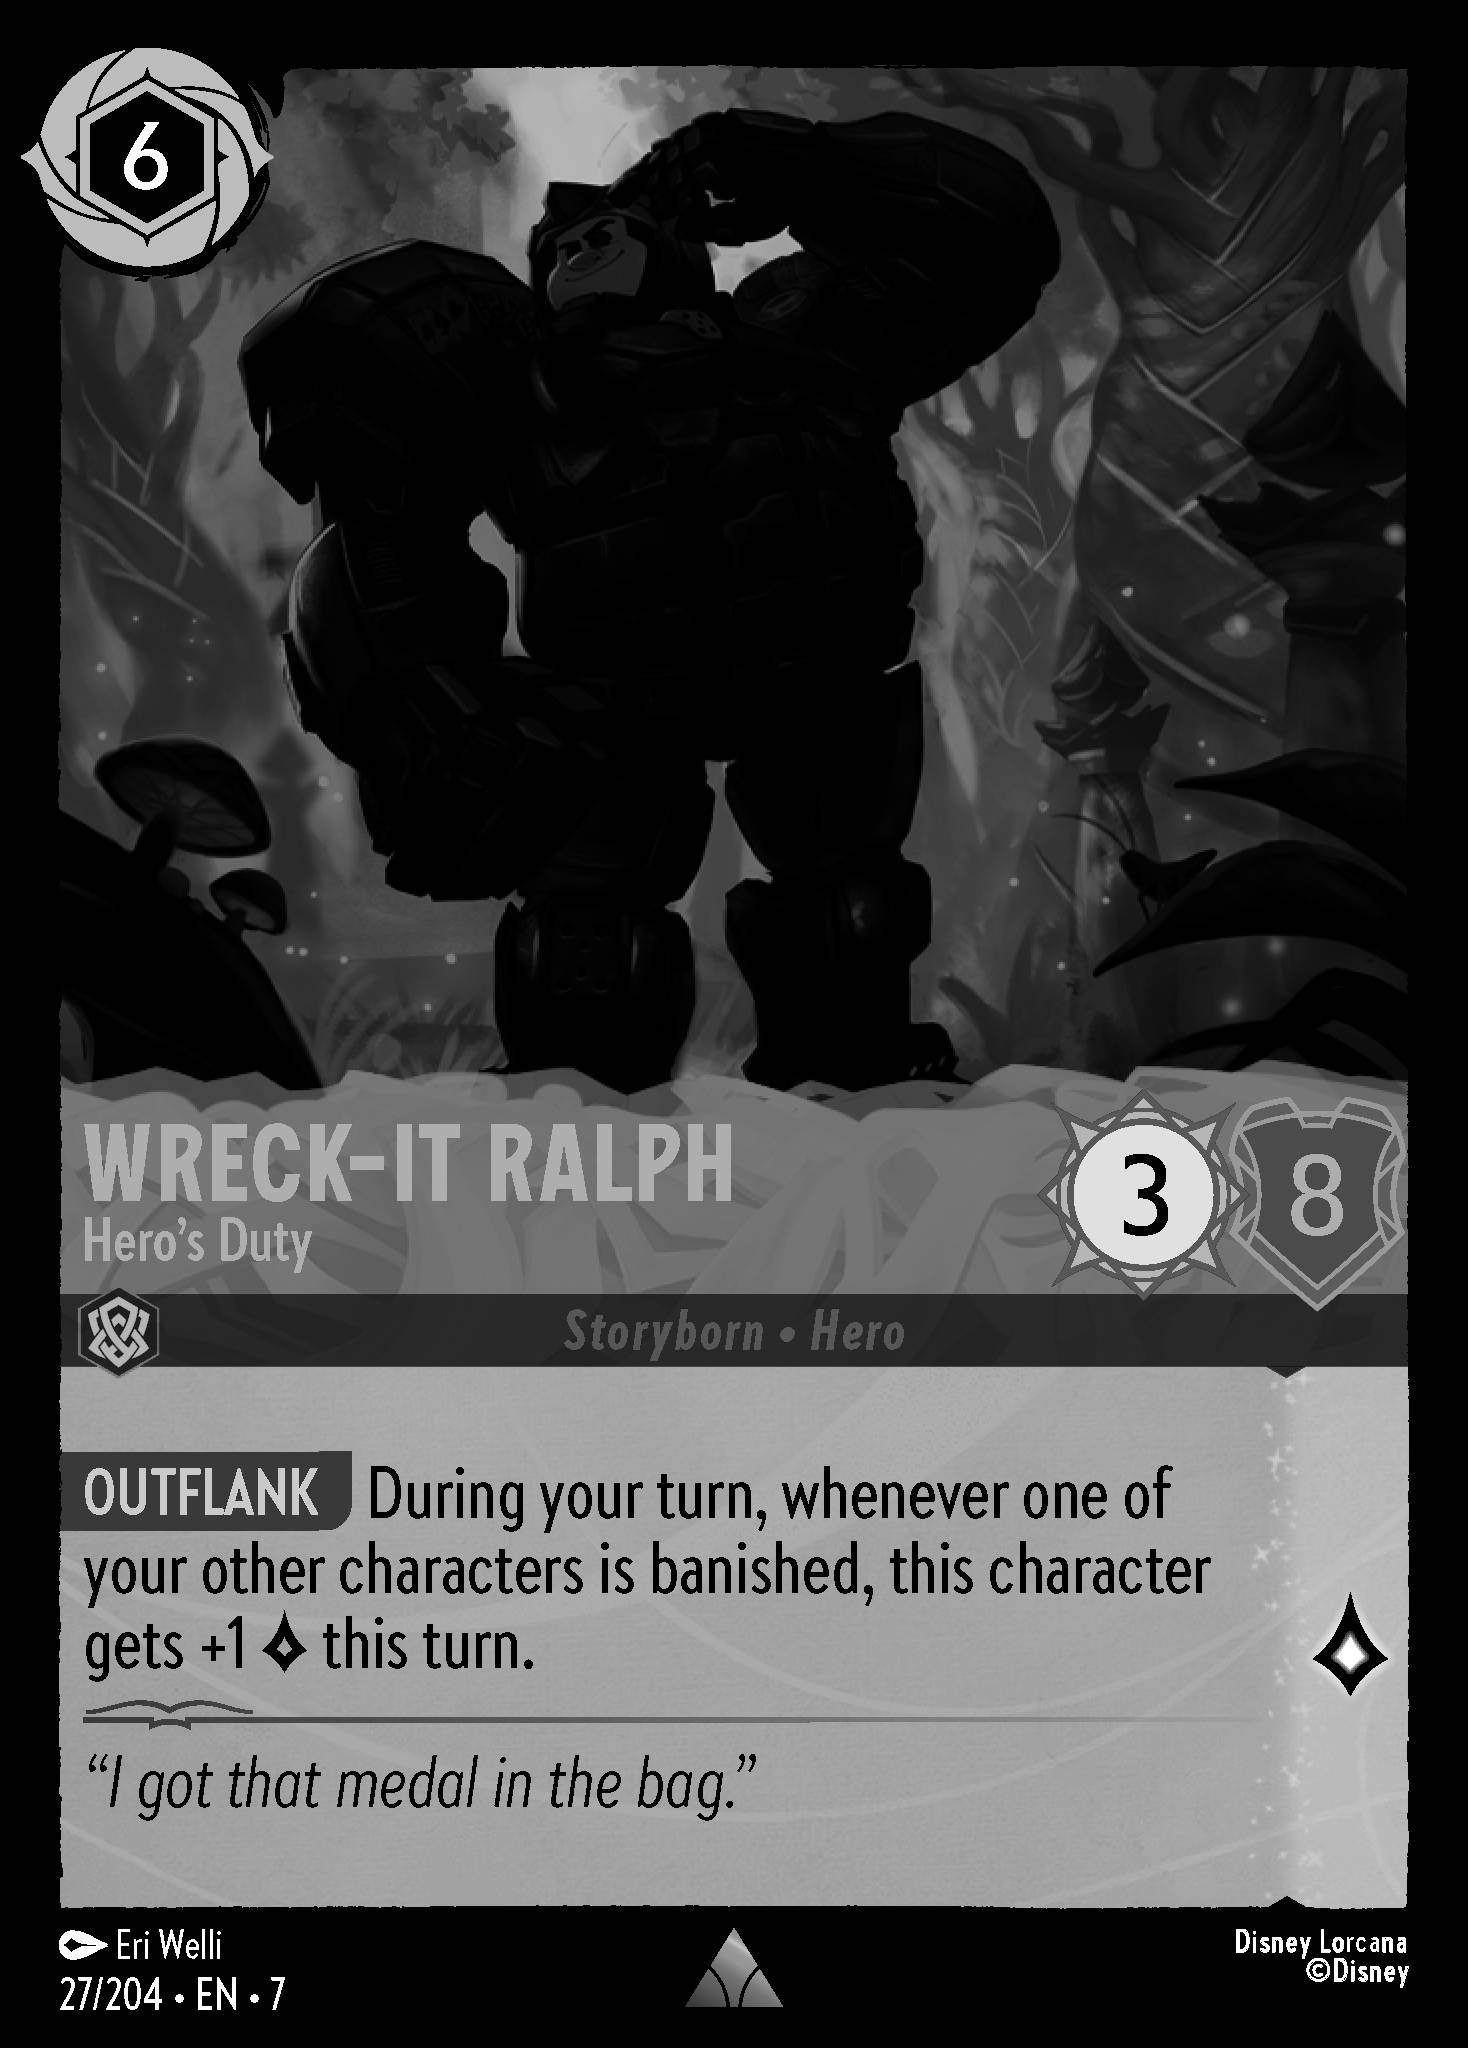 6
WRECK-IT RALPH
Hero's Duty
3
8
Storyborn • Hero
OUTFLANK During your turn, whenever one of
your other characters is banished, this character
gets +1 this turn.
“I got that medal in the bag.”
Eri Welli
27/204 • EN • 7
Disney Lorcana
©Disney